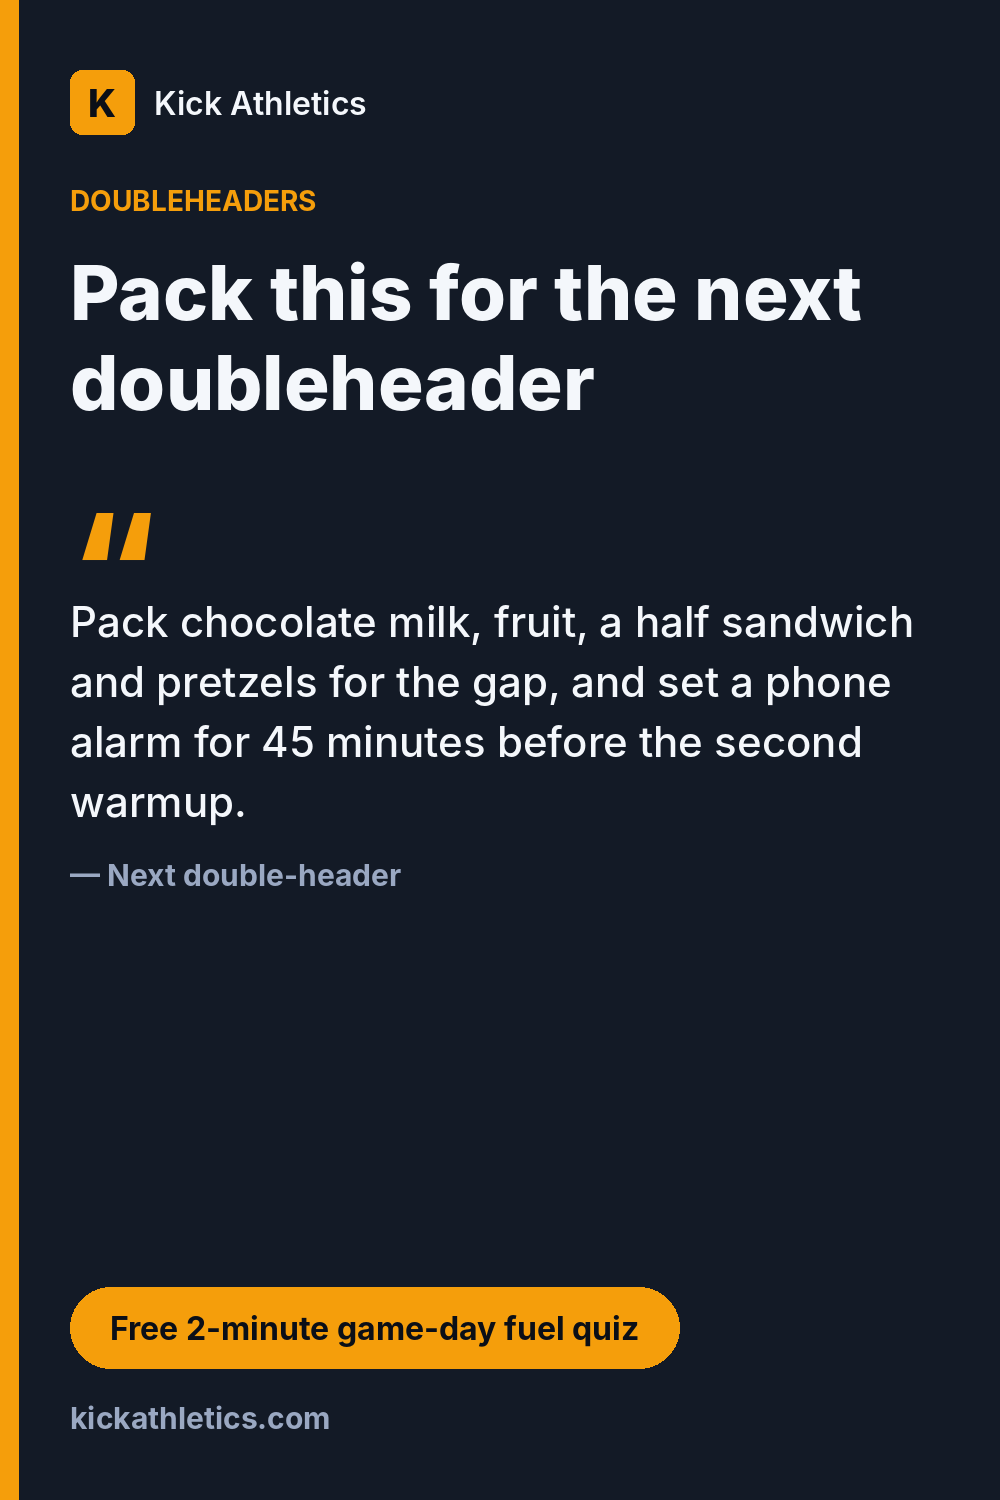 K
Kick Athletics
DOUBLEHEADERS
Pack this for the next
doubleheader
"
Pack chocolate milk, fruit, a half sandwich
and pretzels for the gap, and set a phone
alarm for 45 minutes before the second
warmup.
— Next double-header
Free 2-minute game-day fuel quiz
kickathletics.com